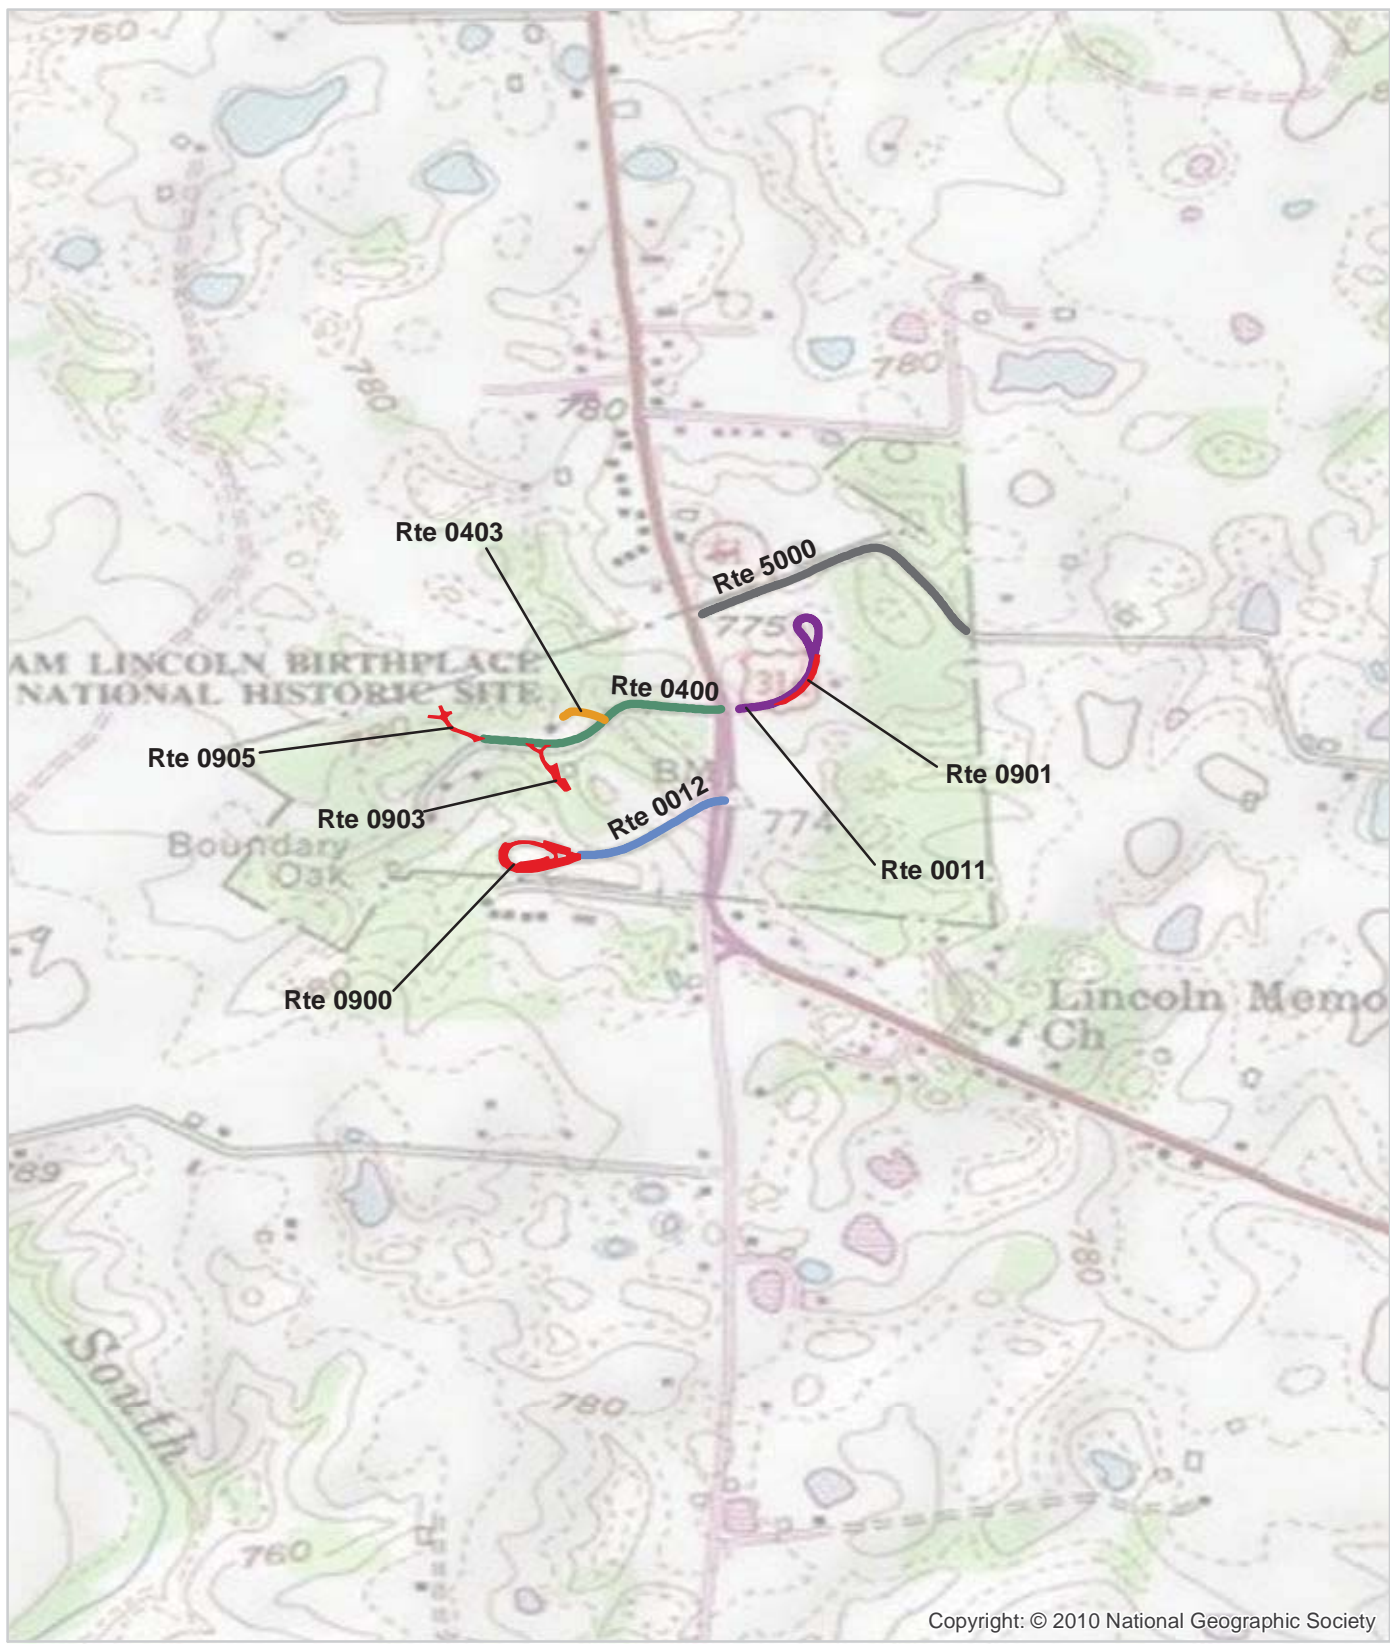 760
780
780
780
Rte 0403
Rte 5000
775
AM LINCOLN BIRTHPLACE
NATIONAL HISTORIC SITE
31
Rte 0400
Rte 0905
Rte 0901
Rte 0903
Rte 0012
774
Boundary
Oak
Rte 0011
Rte 0900
Lincoln Memo
Ch
89
780
South
780
760
Copyright: © 2010 National Geographic Society